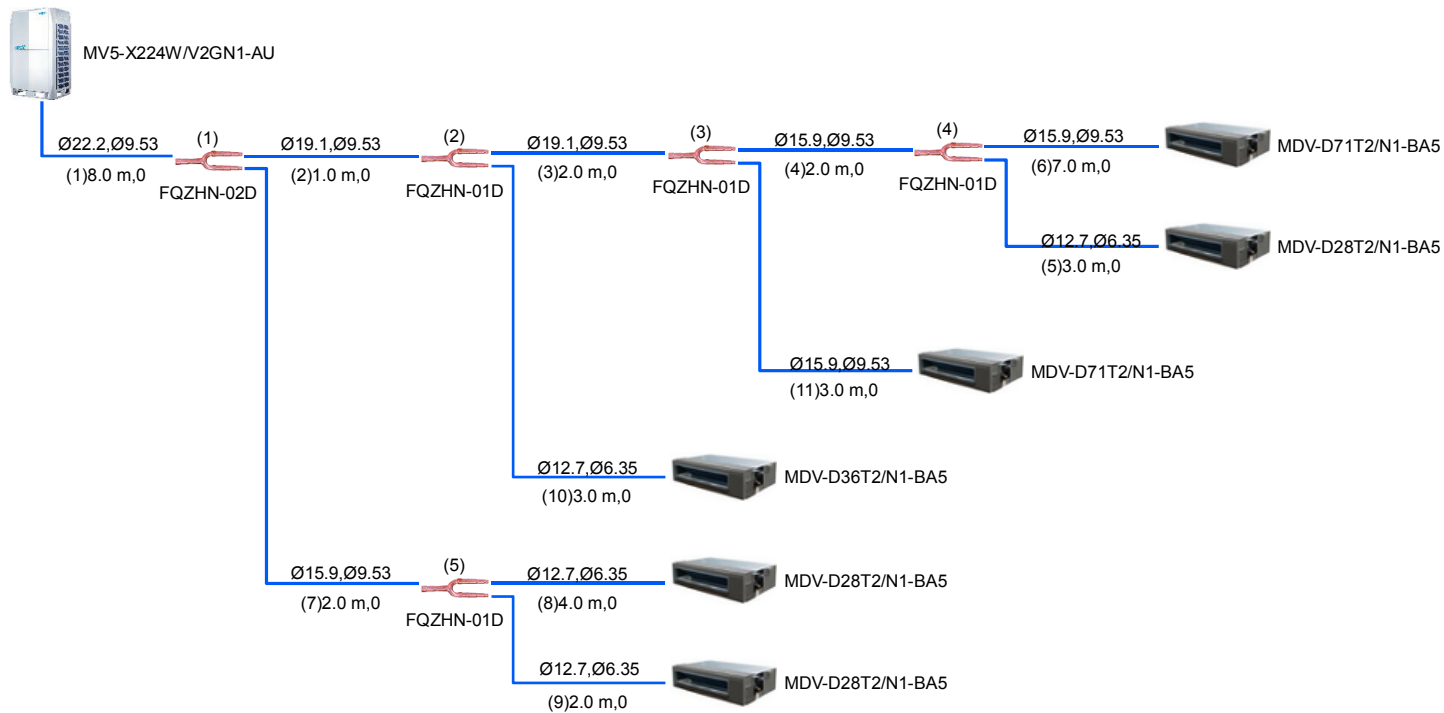 MV5-X224W/V2GN1-AU
Ø22.2,Ø9.53
(1)8.0 m,0
(1)
FQZHN-02D
Ø19.1,Ø9.53
(2)1.0 m,0
(2)
FQZHN-01D
Ø19.1,Ø9.53
(3)2.0 m,0
(3)
FQZHN-01D
Ø15.9,Ø9.53
(4)2.0 m,0
(4)
FQZHN-01D
Ø15.9,Ø9.53
(6)7.0 m,0
MDV-D71T2/N1-BA5
Ø12.7,Ø6.35
(5)3.0 m,0
MDV-D28T2/N1-BA5
Ø15.9,Ø9.53
(11)3.0 m,0
MDV-D71T2/N1-BA5
Ø12.7,Ø6.35
(10)3.0 m,0
MDV-D36T2/N1-BA5
Ø15.9,Ø9.53
(7)2.0 m,0
(5)
FQZHN-01D
Ø12.7,Ø6.35
(8)4.0 m,0
MDV-D28T2/N1-BA5
Ø12.7,Ø6.35
(9)2.0 m,0
MDV-D28T2/N1-BA5